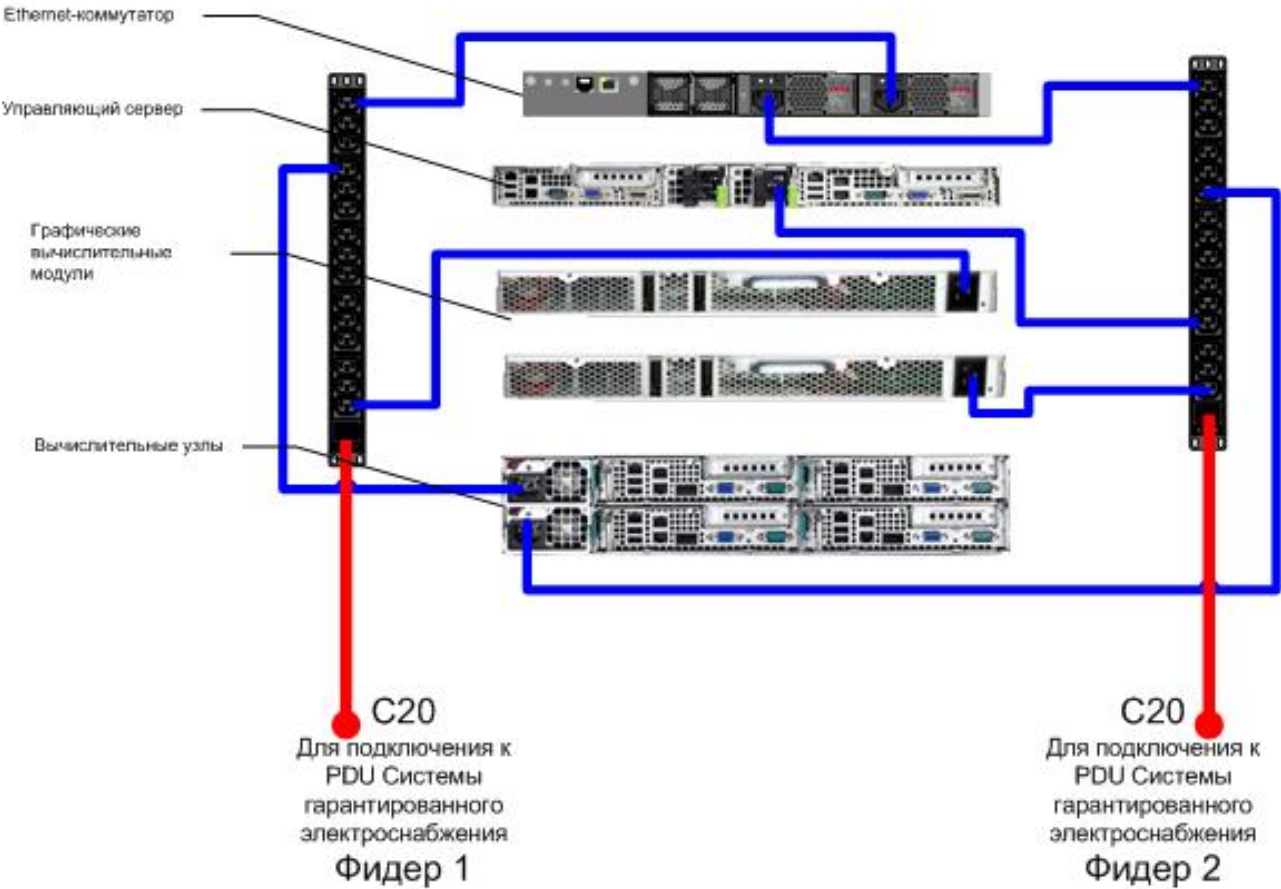 Ethernet-коммутатор
Управляющий сервер
Графические
вычислительные
модули
Вычислительные узлы
C20
Для подключения к
PDU Системы
гарантированного
электроснабжения
Фидер 1
C20
Для подключения к
PDU Системы
гарантированного
электроснабжения
Фидер 2